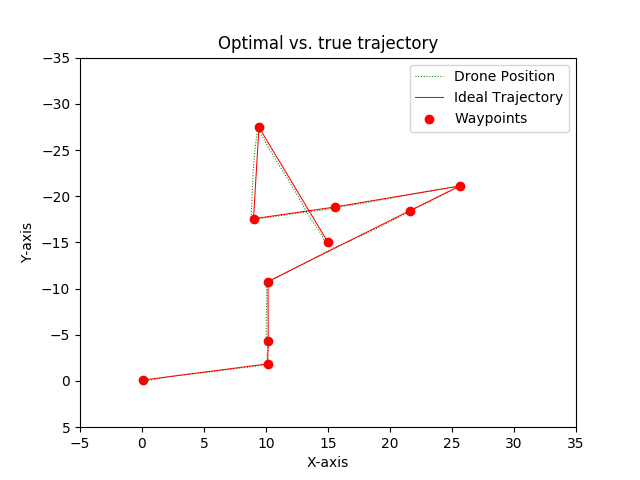 Optimal vs. true trajectory
Drone Position
Ideal Trajectory
Waypoints
Y-axis
−35
−30
−25
−20
−15
−10
−5
0
5
−5 0 5 10 15 20 25 30 35
X-axis